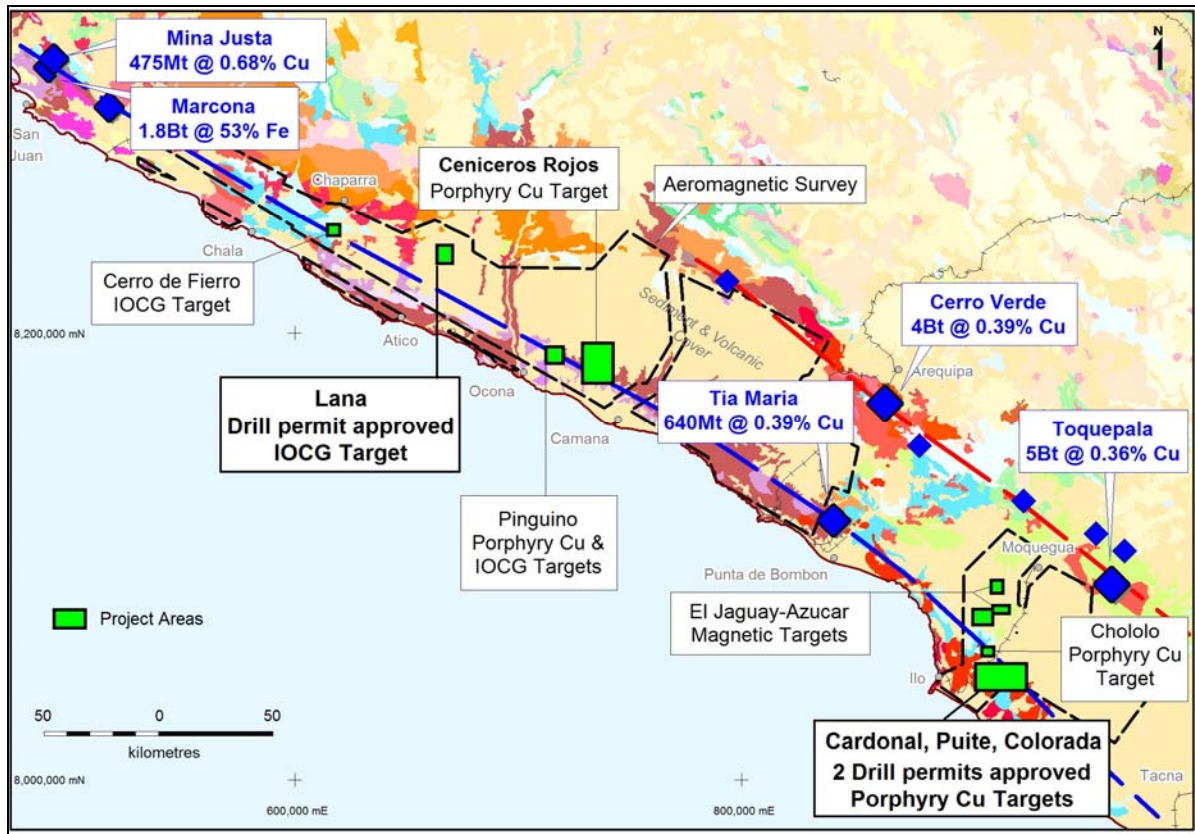 Mina Justa
475Mt @ 0.68% Cu
N
Marcona
1.8Bt @ 53% Fe
San
Juan
Chaparra
Ceniceros Rojos
Porphyry Cu Target
Aeromagnetic Survey
Chala
Cerro de Fierro
IOCG Target
Sediment & Volcanic
Cover
Cerro Verde
4Bt @ 0.39% Cu
8,200,000 mN
Atico
Arequipa
Ocona
Lana
Drill permit approved
IOCG Target
Camana
Tia Maria
640Mt @ 0.39% Cu
Toquepala
5Bt @ 0.36% Cu
Pinguino
Porphyry Cu &
IOCG Targets
Moquegua
Punta de Bombon
El Jaguay-Azucar
Magnetic Targets
Project Areas
Chololo
Porphyry Cu
Target
Ilo
50 0 50
kilometres
Cardonal, Puite, Colorada
2 Drill permits approved
Porphyry Cu Targets
8,000,000 mN
600,000 mE
800,000 mE
Tacna